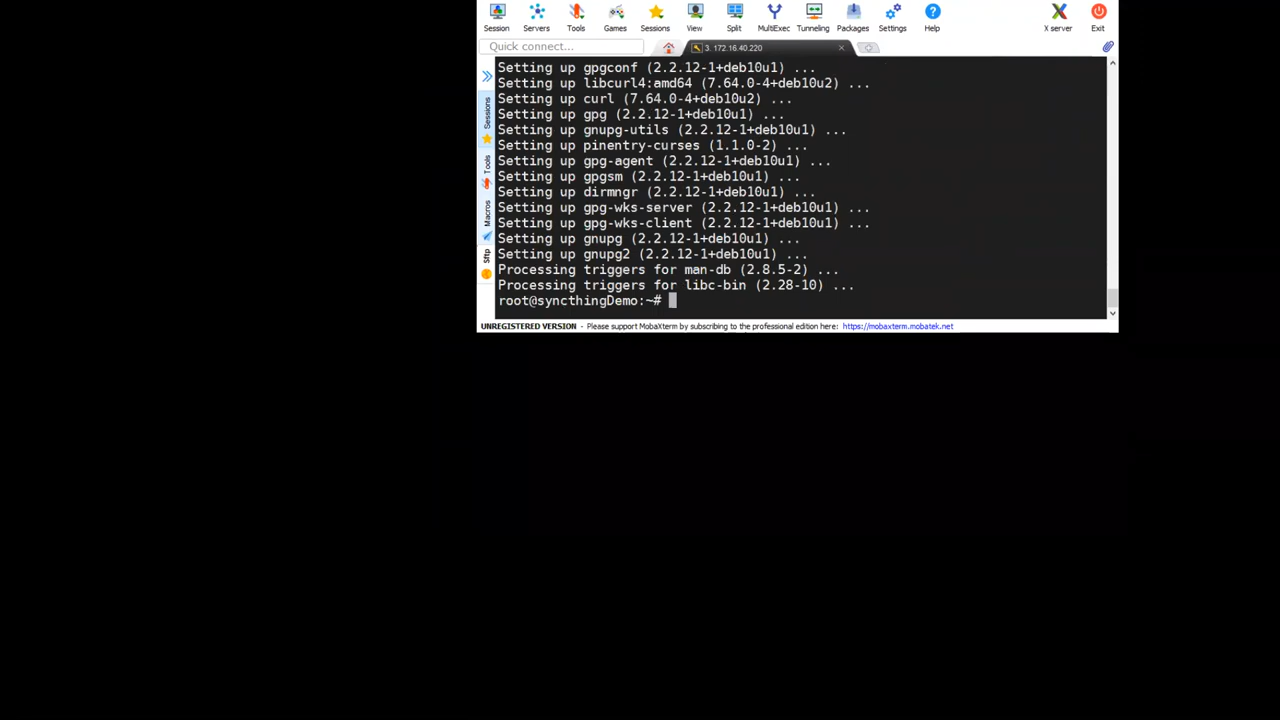 Session Servers Tools Games Sessions View Split MultiExec Tunneling Packages Settings Help X server Exit
Quick connect... 3. 172.16.40.220
Setting up gpgconf (2.2.12-1+deb10u1) ...
Setting up libcurl4:amd64 (7.64.0-4+deb10u2) ...
Setting up curl (7.64.0-4+deb10u2) ...
Setting up gpg (2.2.12-1+deb10u1) ...
Setting up gnupg-utils (2.2.12-1+deb10u1) ...
Setting up pinentry-curses (1.1.0-2) ...
Setting up gpg-agent (2.2.12-1+deb10u1) ...
Setting up gpgsm (2.2.12-1+deb10u1) ...
Setting up dirmngr (2.2.12-1+deb10u1) ...
Setting up gpg-wks-server (2.2.12-1+deb10u1) ...
Setting up gpg-wks-client (2.2.12-1+deb10u1) ...
Setting up gnupg (2.2.12-1+deb10u1) ...
Setting up gnupg2 (2.2.12-1+deb10u1) ...
Processing triggers for man-db (2.8.5-2) ...
Processing triggers for libc-bin (2.28-10) ...
root@syncthingDemo:~#
Sessions
Tools
Macros
Sftp
UNREGISTERED VERSION - Please support MobaXterm by subscribing to the professional edition here: https://mobaxterm.mobatek.net